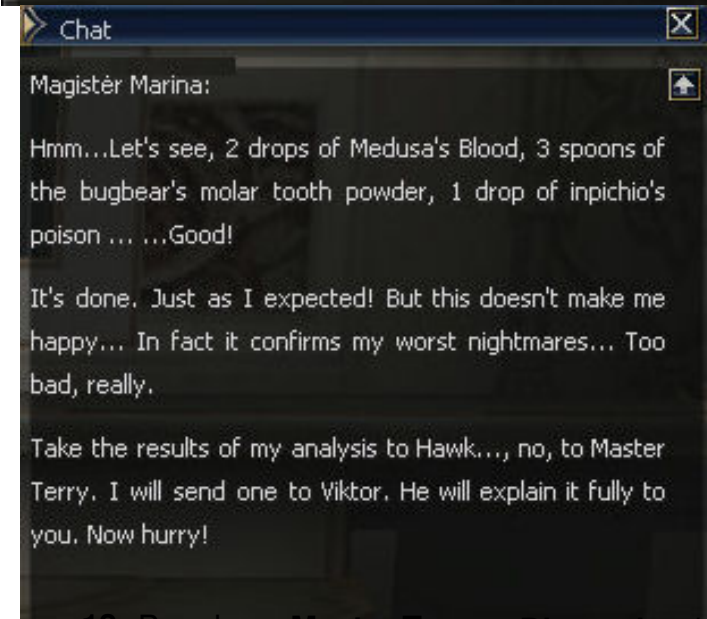 Chat
Magister Marina:
Hmm...Let's see, 2 drops of Medusa's Blood, 3 spoons of
the bugbear's molar tooth powder, 1 drop of inpichio's
poison ... ...Good!
It's done. Just as I expected! But this doesn't make me
happy... In fact it confirms my worst nightmares... Too
bad, really.
Take the results of my analysis to Hawk..., no, to Master
Terry. I will send one to Viktor. He will explain it fully to
you. Now hurry!